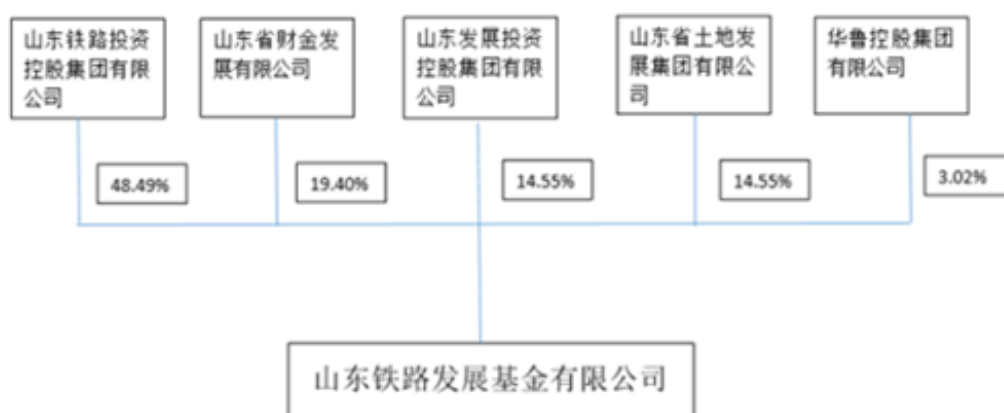 山东铁路投资
控股集团有限
公司
山东省财金发
展有限公司
山东发展投资
控股集团有限
公司
山东省土地发
展集团有限公
司
华鲁控股集团
有限公司
48.49%
19.40%
14.55%
14.55%
3.02%
山东铁路发展基金有限公司